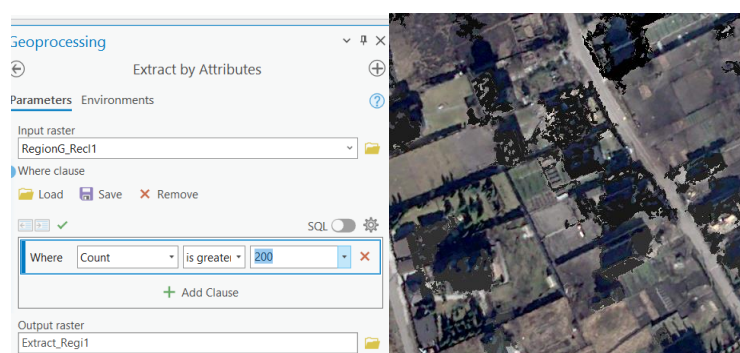 Geoprocessing
Extract by Attributes
Parameters Environments
Input raster
RegionG_Recl1
Where clause
Load Save Remove
SQL
Where Count is greater 200
Add Clause
Output raster
Extract_Regi1